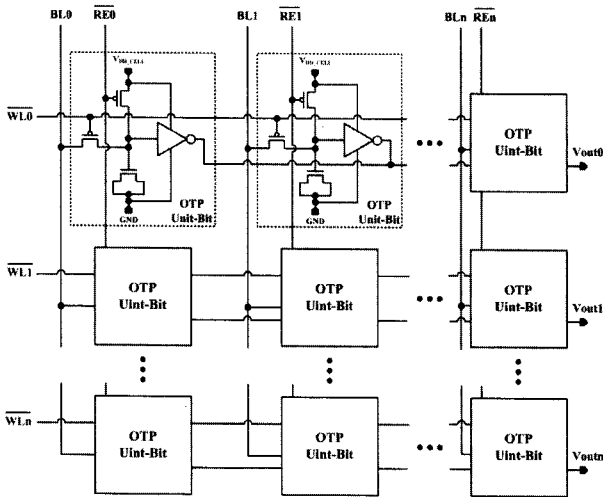 BL0 RE0 BL1 RE1 BLn REn
V_DD_CELL V_DD_CELL
WL0
OTP
Uint-Bit
Vout0
OTP
Unit-Bit
GND
OTP
Unit-Bit
GND
WL1
OTP
Uint-Bit
OTP
Uint-Bit
OTP
Uint-Bit
Vout1
WLn
OTP
Uint-Bit
OTP
Uint-Bit
OTP
Uint-Bit
Voutn